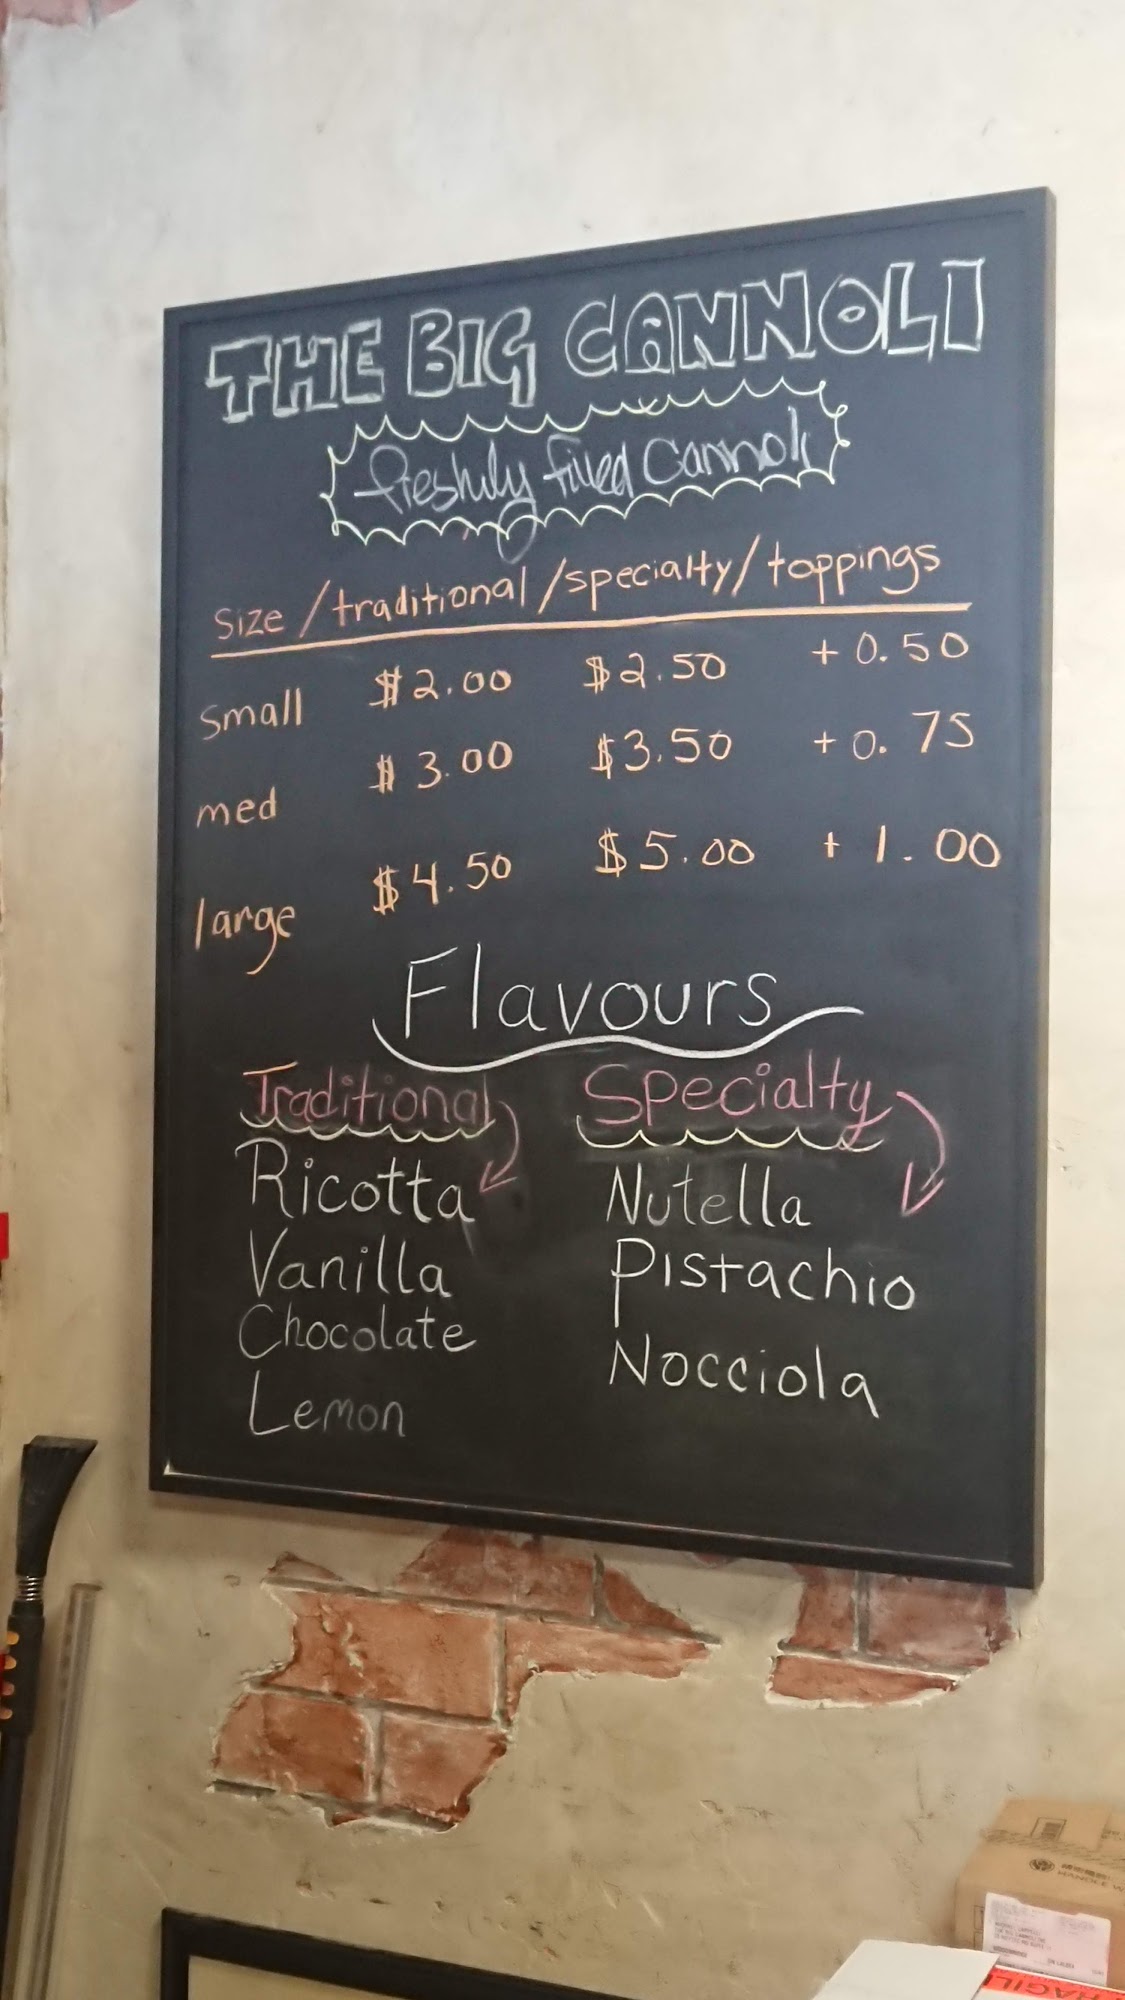 THE BIG CANNOLI
freshly filled Cannoli
Size / traditional / specialty / toppings
small $2.00 $2.50 + 0.50
med $3.00 $3.50 + 0.75
large $4.50 $5.00 + 1.00
Flavours
Traditional Specialty
Ricotta Nutella
Vanilla Pistachio
Chocolate Nocciola
Lemon
HANDLE